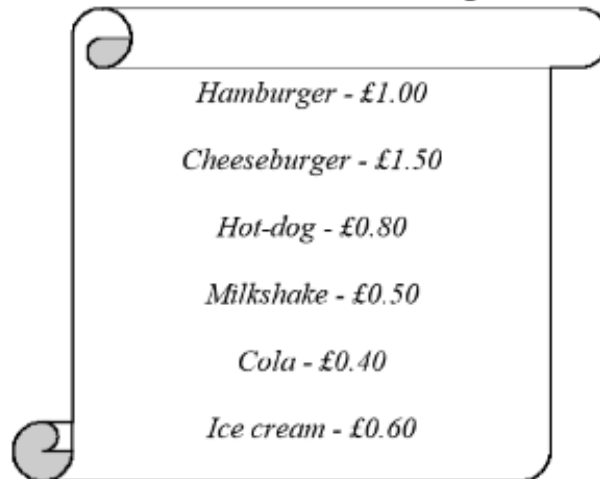 Hamburger - £1.00
Cheeseburger - £1.50
Hot-dog - £0.80
Milkshake - £0.50
Cola - £0.40
Ice cream - £0.60